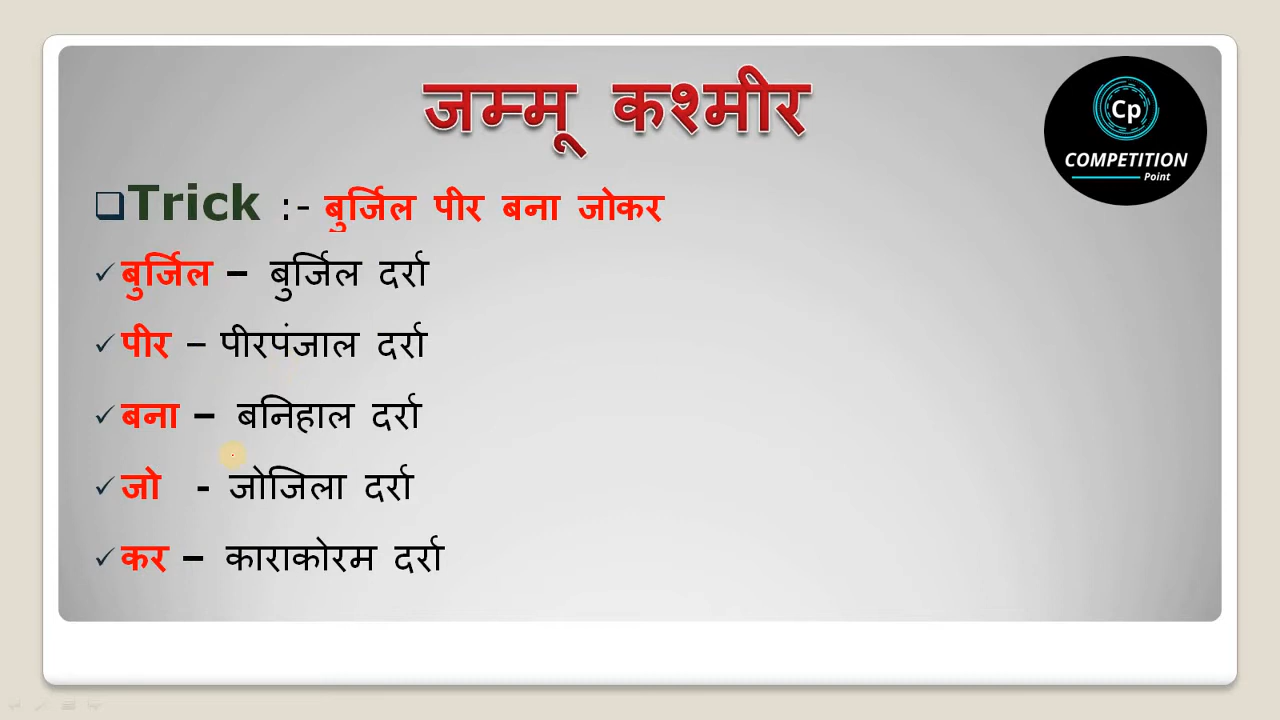 जम्मू कश्मीर
Cp
COMPETITION
Point
Trick :- बुर्जिल पीर बना जोकर
बुर्जिल – बुर्जिल दर्रा
पीर – पीरपंजाल दर्रा
बना – बनिहाल दर्रा
जो - जोजिला दर्रा
कर – काराकोरम दर्रा